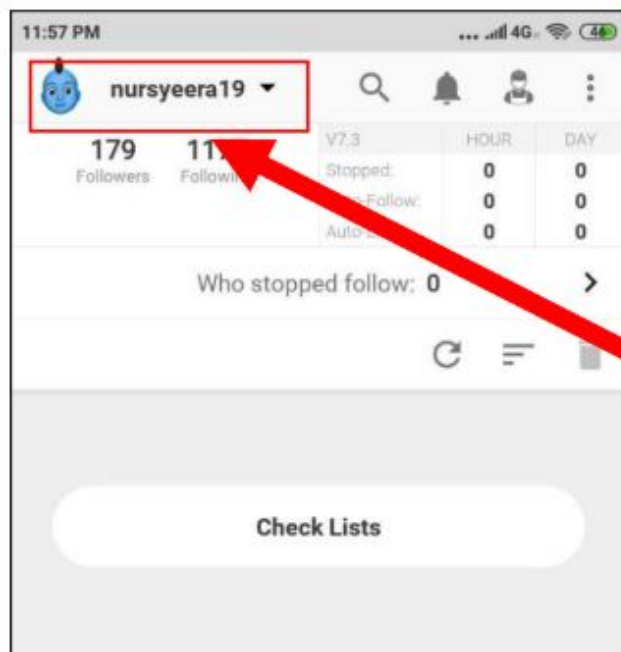 11:57 PM 4G 46
nursyeera19
179
Followers
V7.3 HOUR DAY
Stopped: 0 0
0 0
0 0
Who stopped follow: 0
Check Lists